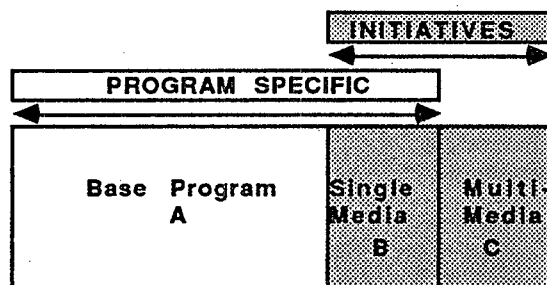 INITIATIVES
PROGRAM SPECIFIC
Base Program
A
Single
Media
B
Multi-
Media
C